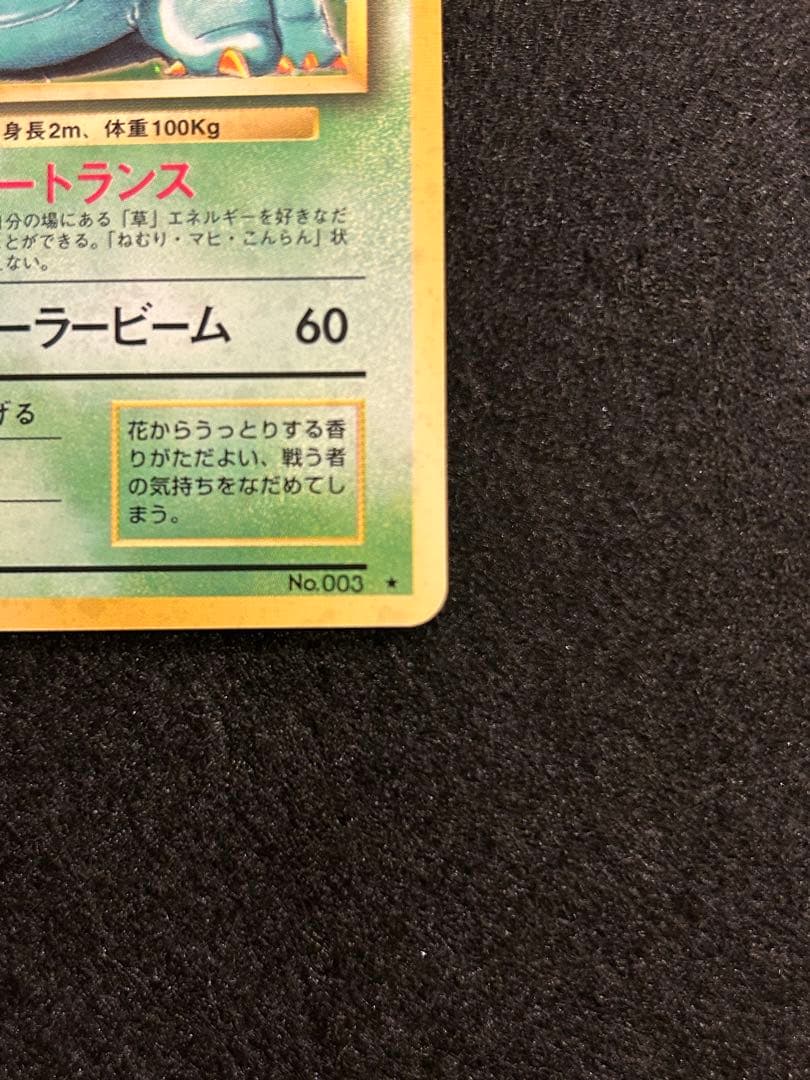 身長2m、体重100Kg
ートランス
分の場にある「草」エネルギーを好きなだ
とができる。「ねむり・マヒ・こんらん」状
ない。
ーラービーム 60
げる
花からうっとりする香
りがただよい、戦う者
の気持ちをなだめてし
まう。
No.003 ★